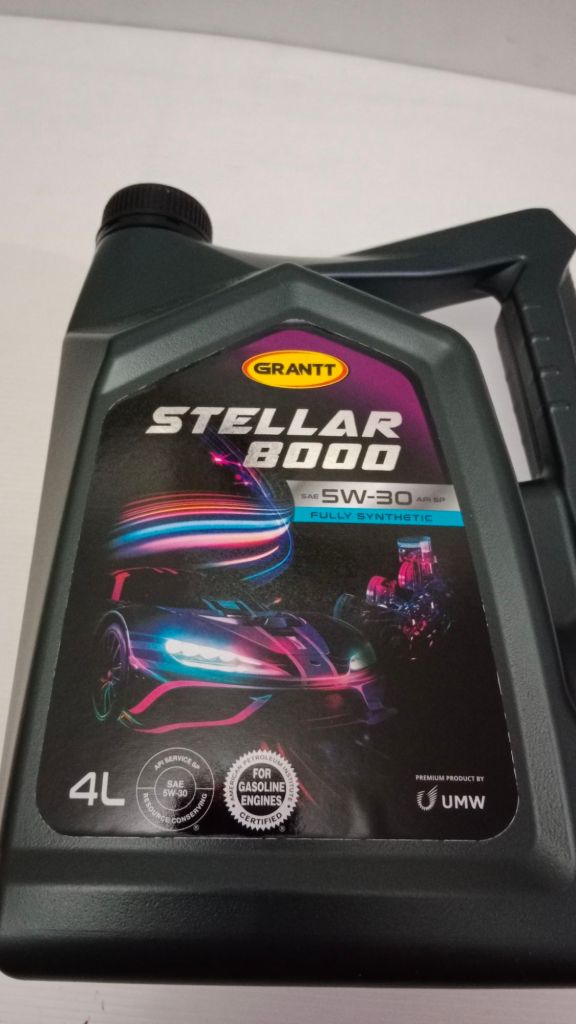 GRANTT
STELLAR
8000
SAE 5W-30 API SP
FULLY SYNTHETIC
4L
API SERVICE SP
SAE
5W-30
RESOURCE CONSERVING
®
AMERICAN PETROLEUM INSTITUTE
FOR
GASOLINE
ENGINES
CERTIFIED
®
PREMIUM PRODUCT BY
UMW